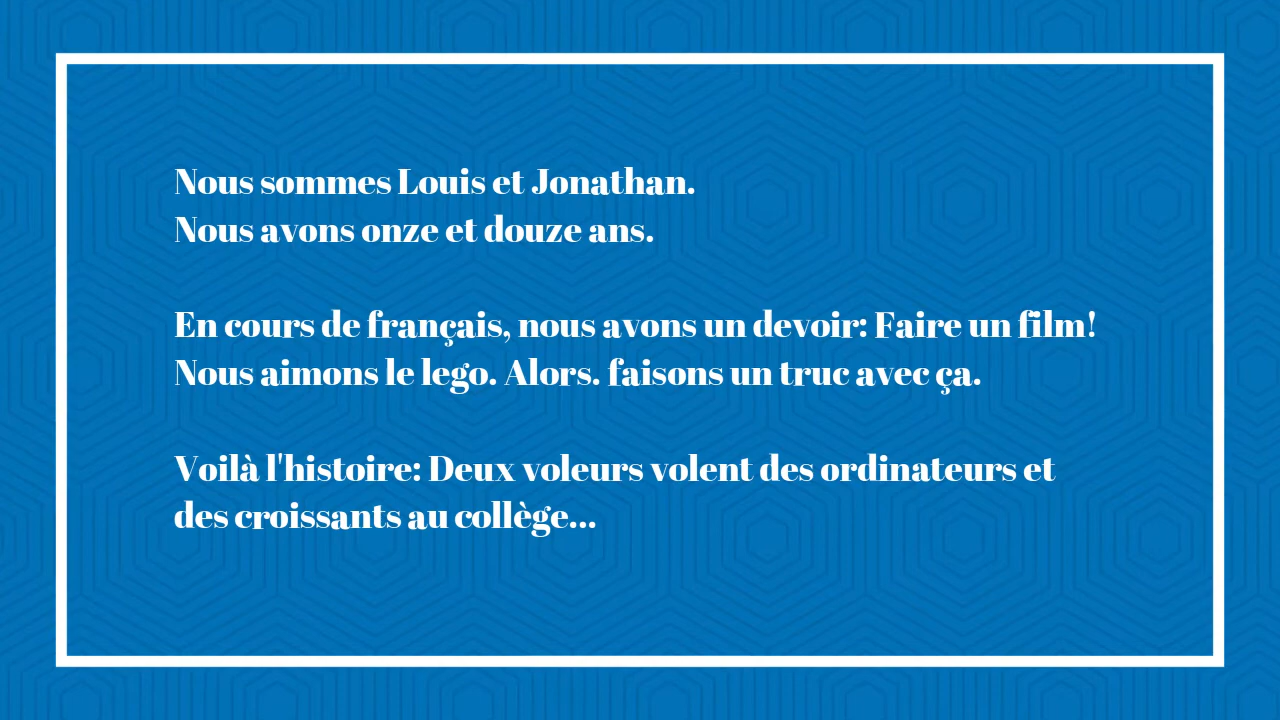 Nous sommes Louis et Jonathan.
Nous avons onze et douze ans.
En cours de français, nous avons un devoir: Faire un film!
Nous aimons le lego. Alors. faisons un truc avec ça.
Voilà l'histoire: Deux voleurs volent des ordinateurs et
des croissants au collège...